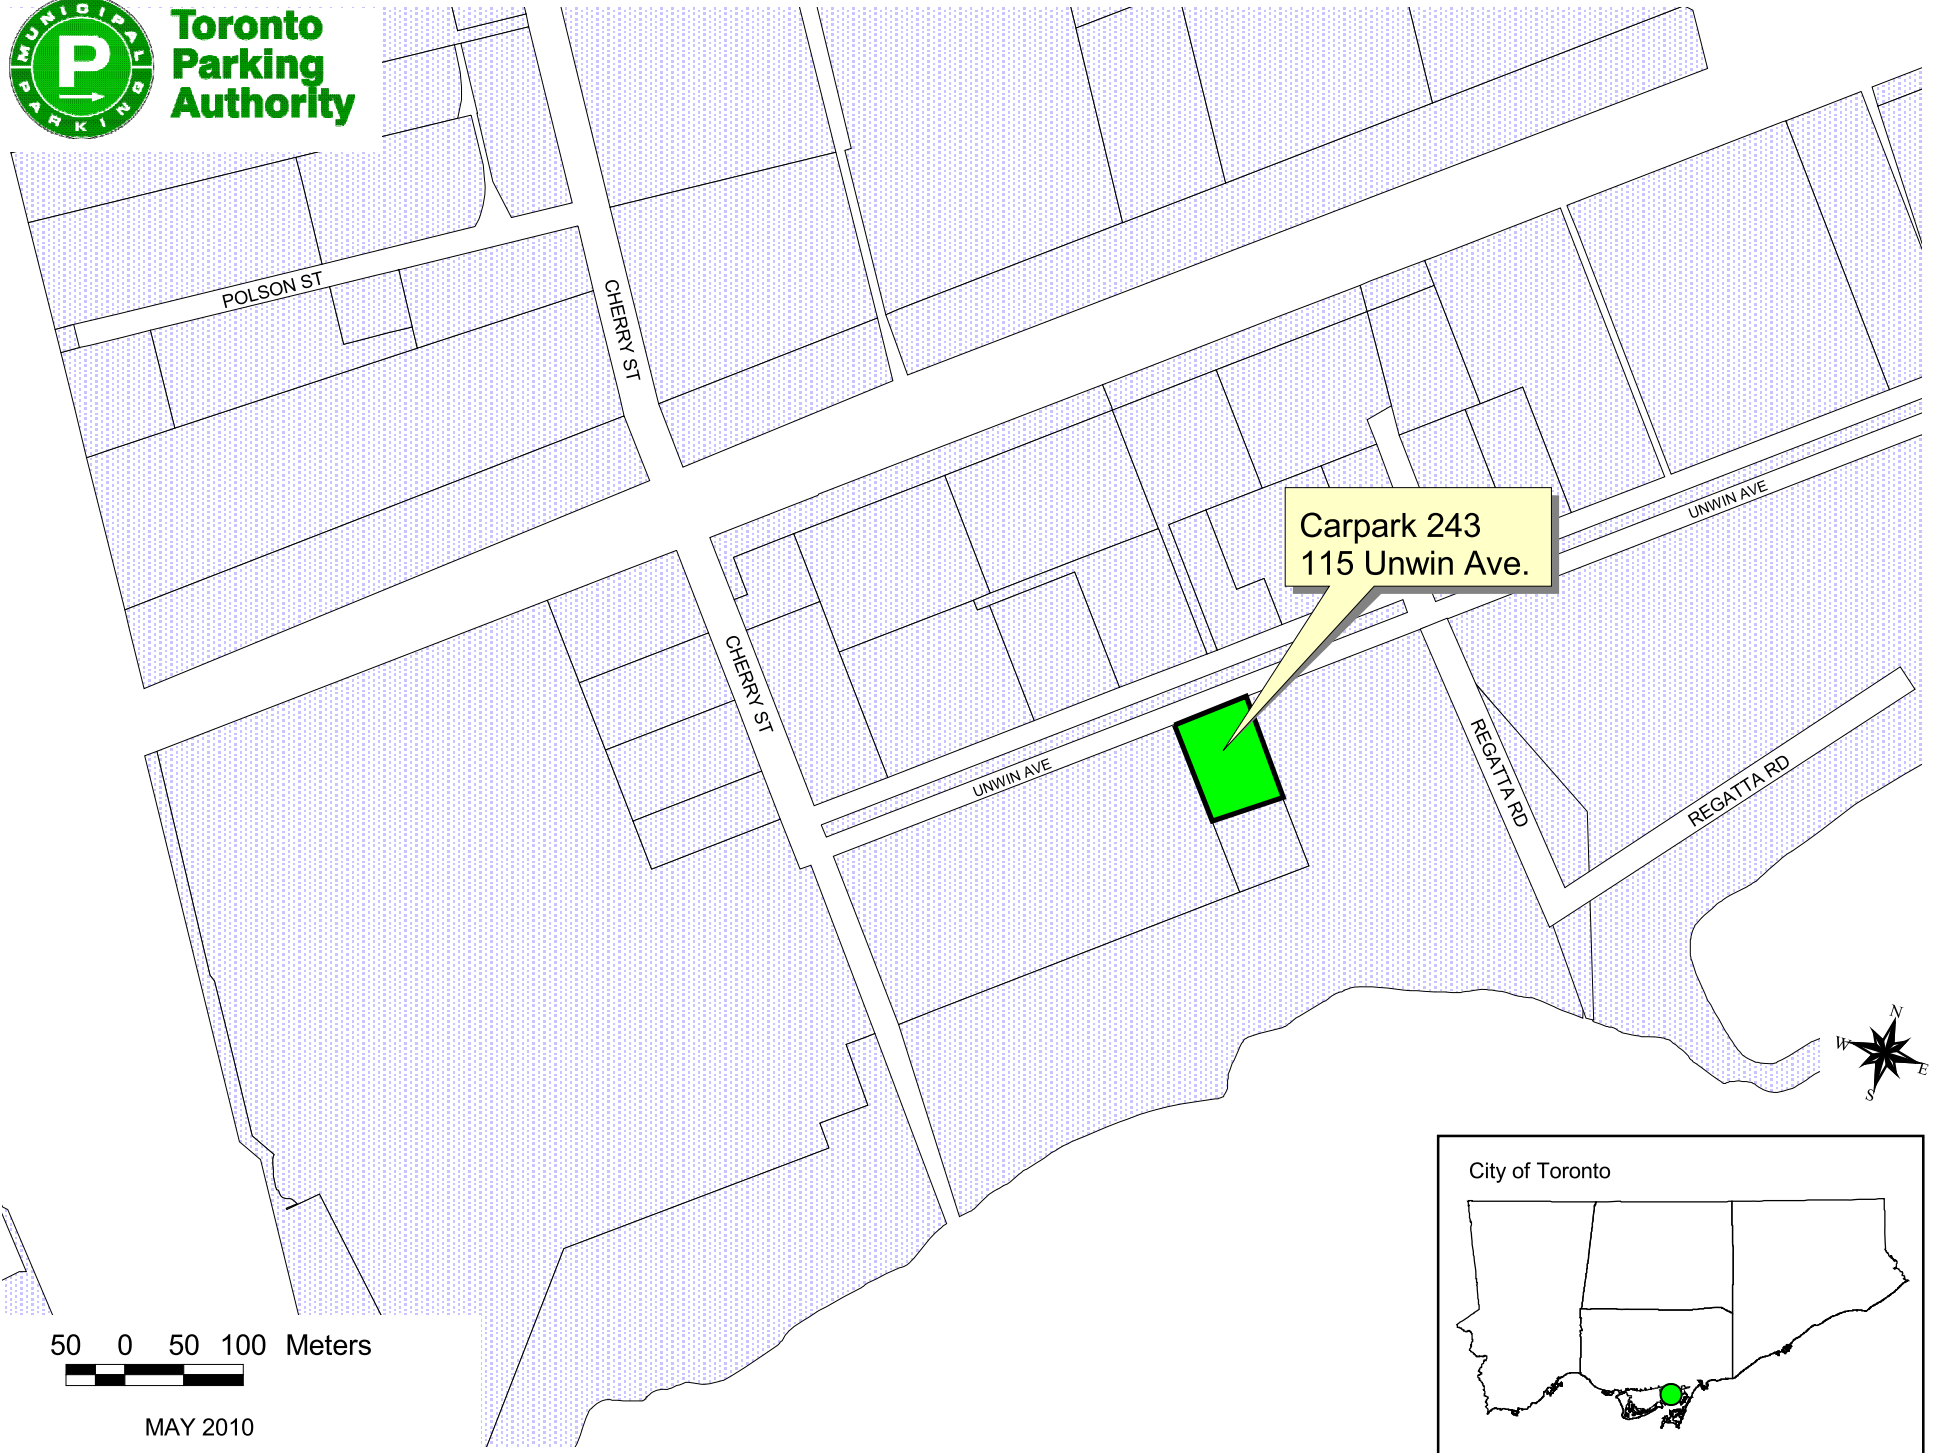 MUNICIPAL
PARKING
P
Toronto
Parking
Authority
POLSON ST
CHERRY ST
Carpark 243
115 Unwin Ave.
UNWIN AVE
CHERRY ST
UNWIN AVE
REGATTA RD
REGATTA RD
N
W
E
S
City of Toronto
50 0 50 100 Meters
MAY 2010